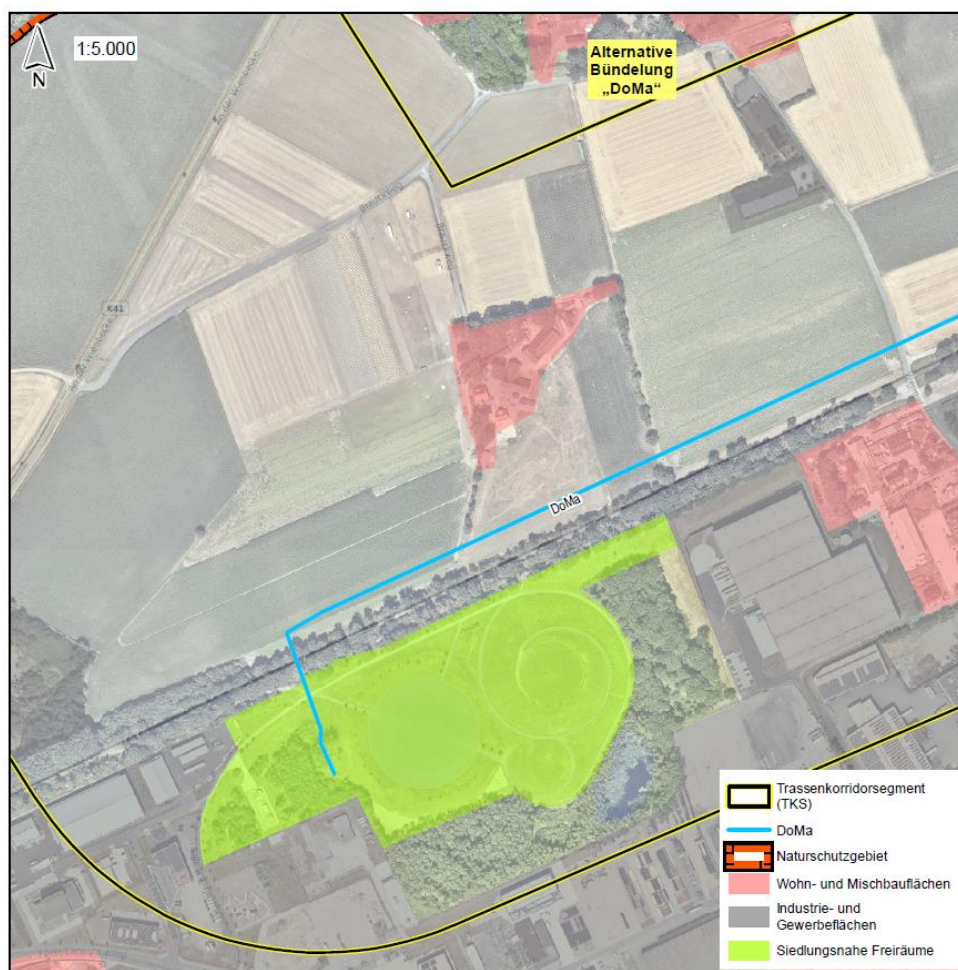 1:5.000
N
Alternative
Bündelung
„DoMa“
K41
DoMa
Trassenkorridorsegment
(TKS)
DoMa
Naturschutzgebiet
Wohn- und Mischbauflächen
Industrie- und
Gewerbeflächen
Siedlungsnahe Freiräume